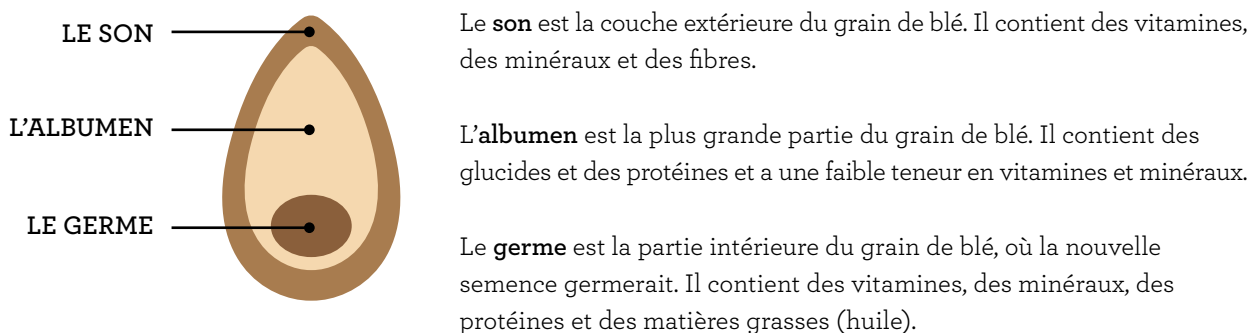 LE SON
L'ALBUMEN
LE GERME
Le son est la couche extérieure du grain de blé. Il contient des vitamines,
des minéraux et des fibres.
L'albumen est la plus grande partie du grain de blé. Il contient des
glucides et des protéines et a une faible teneur en vitamines et minéraux.
Le germe est la partie intérieure du grain de blé, où la nouvelle
semence germerait. Il contient des vitamines, des minéraux, des
protéines et des matières grasses (huile).